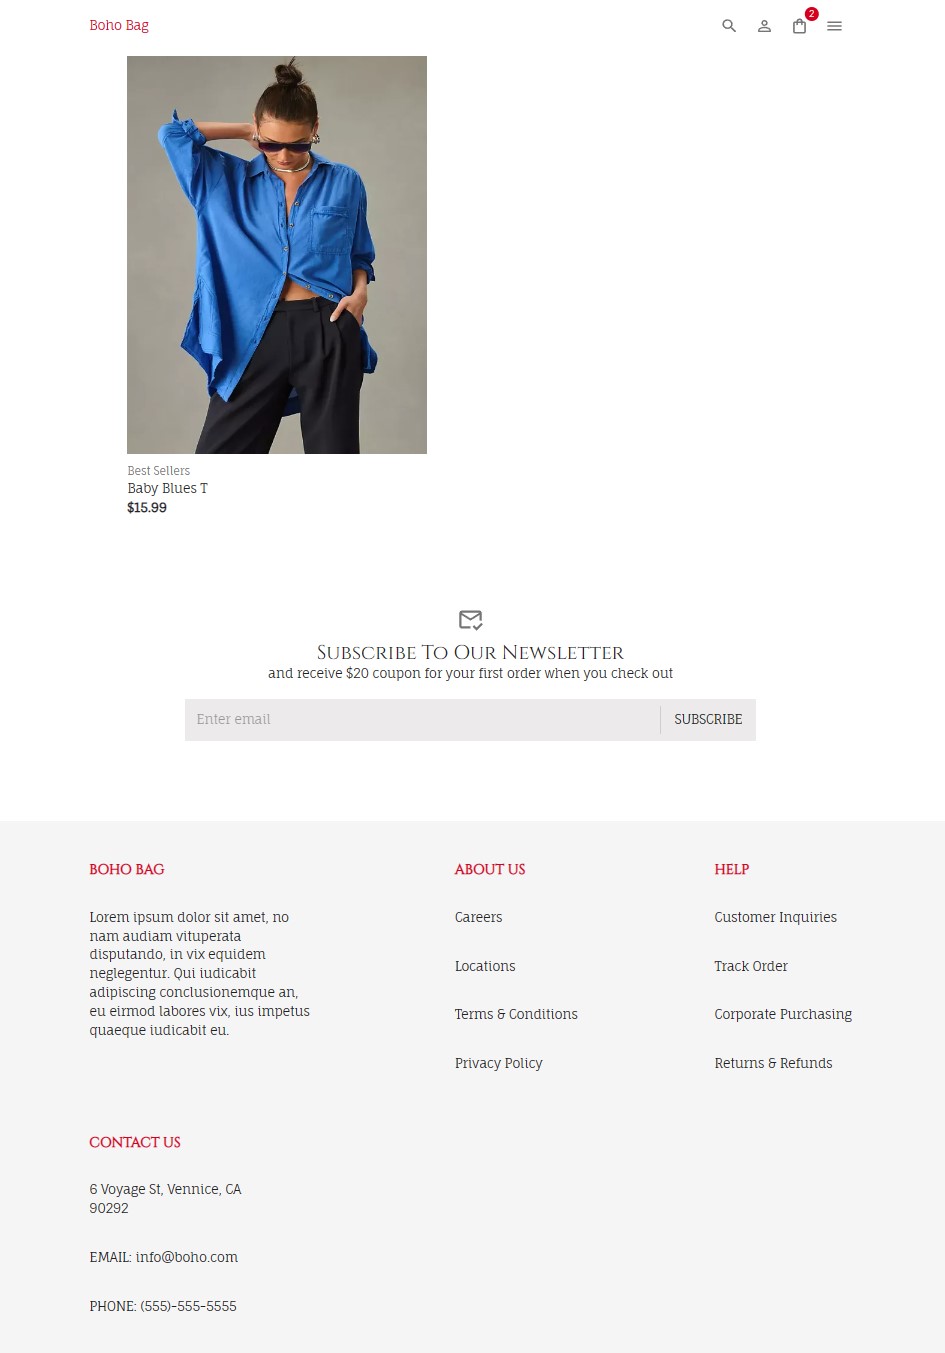 Boho Bag
2
Best Sellers
Baby Blues T
$15.99
Subscribe To Our Newsletter
and receive $20 coupon for your first order when you check out
Enter email
SUBSCRIBE
BOHO BAG
Lorem ipsum dolor sit amet, no
nam audiam vituperata
disputando, in vix equidem
neglegentur. Qui iudicabit
adipiscing conclusionemque an,
eu eirmod labores vix, ius impetus
quaeque iudicabit eu.
ABOUT US
Careers
Locations
Terms & Conditions
Privacy Policy
HELP
Customer Inquiries
Track Order
Corporate Purchasing
Returns & Refunds
CONTACT US
6 Voyage St, Vennice, CA
90292
EMAIL: info@boho.com
PHONE: (555)-555-5555